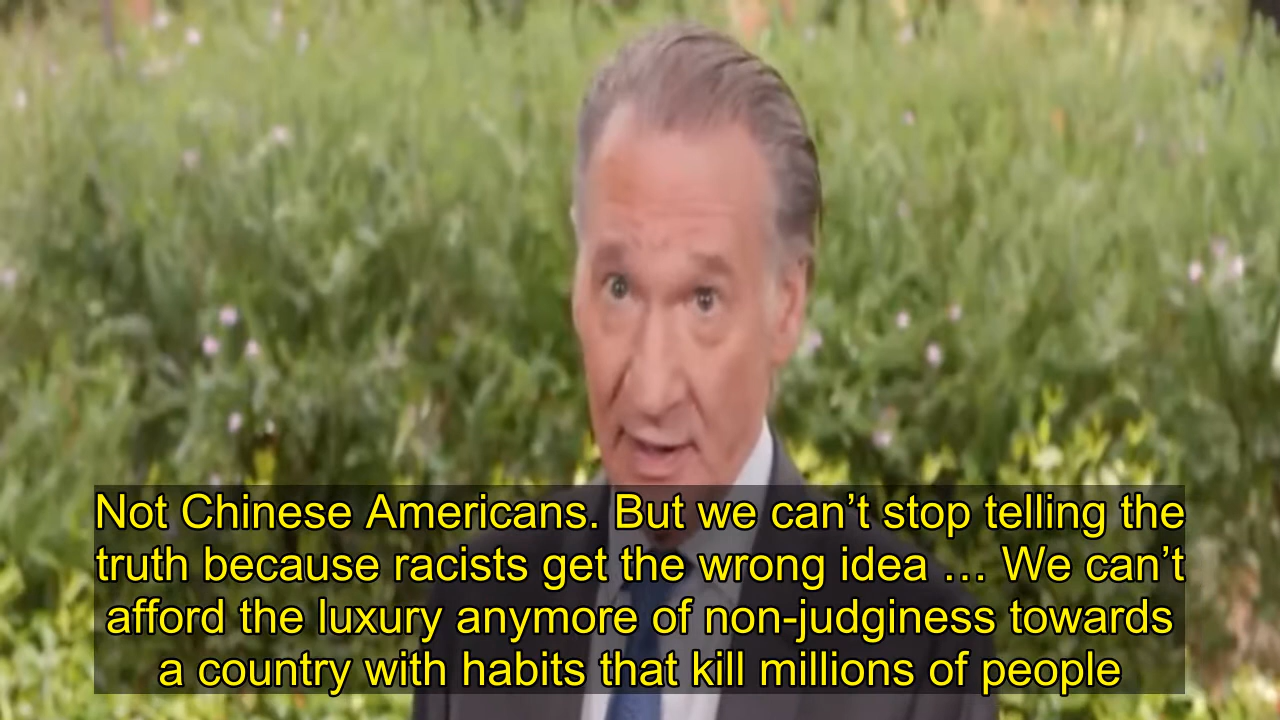 Not Chinese Americans. But we can’t stop telling the
truth because racists get the wrong idea … We can’t
afford the luxury anymore of non-judginess towards
a country with habits that kill millions of people